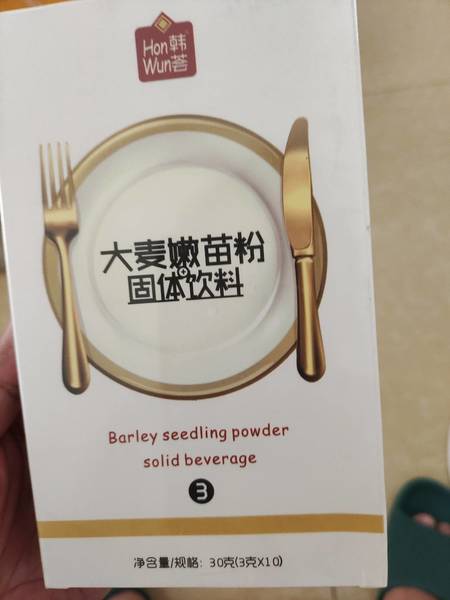 Hon 韩
Wun 荟
大麦嫩苗粉
固体饮料
Barley seedling powder
solid beverage
3
净含量/规格: 30克(3克X10)